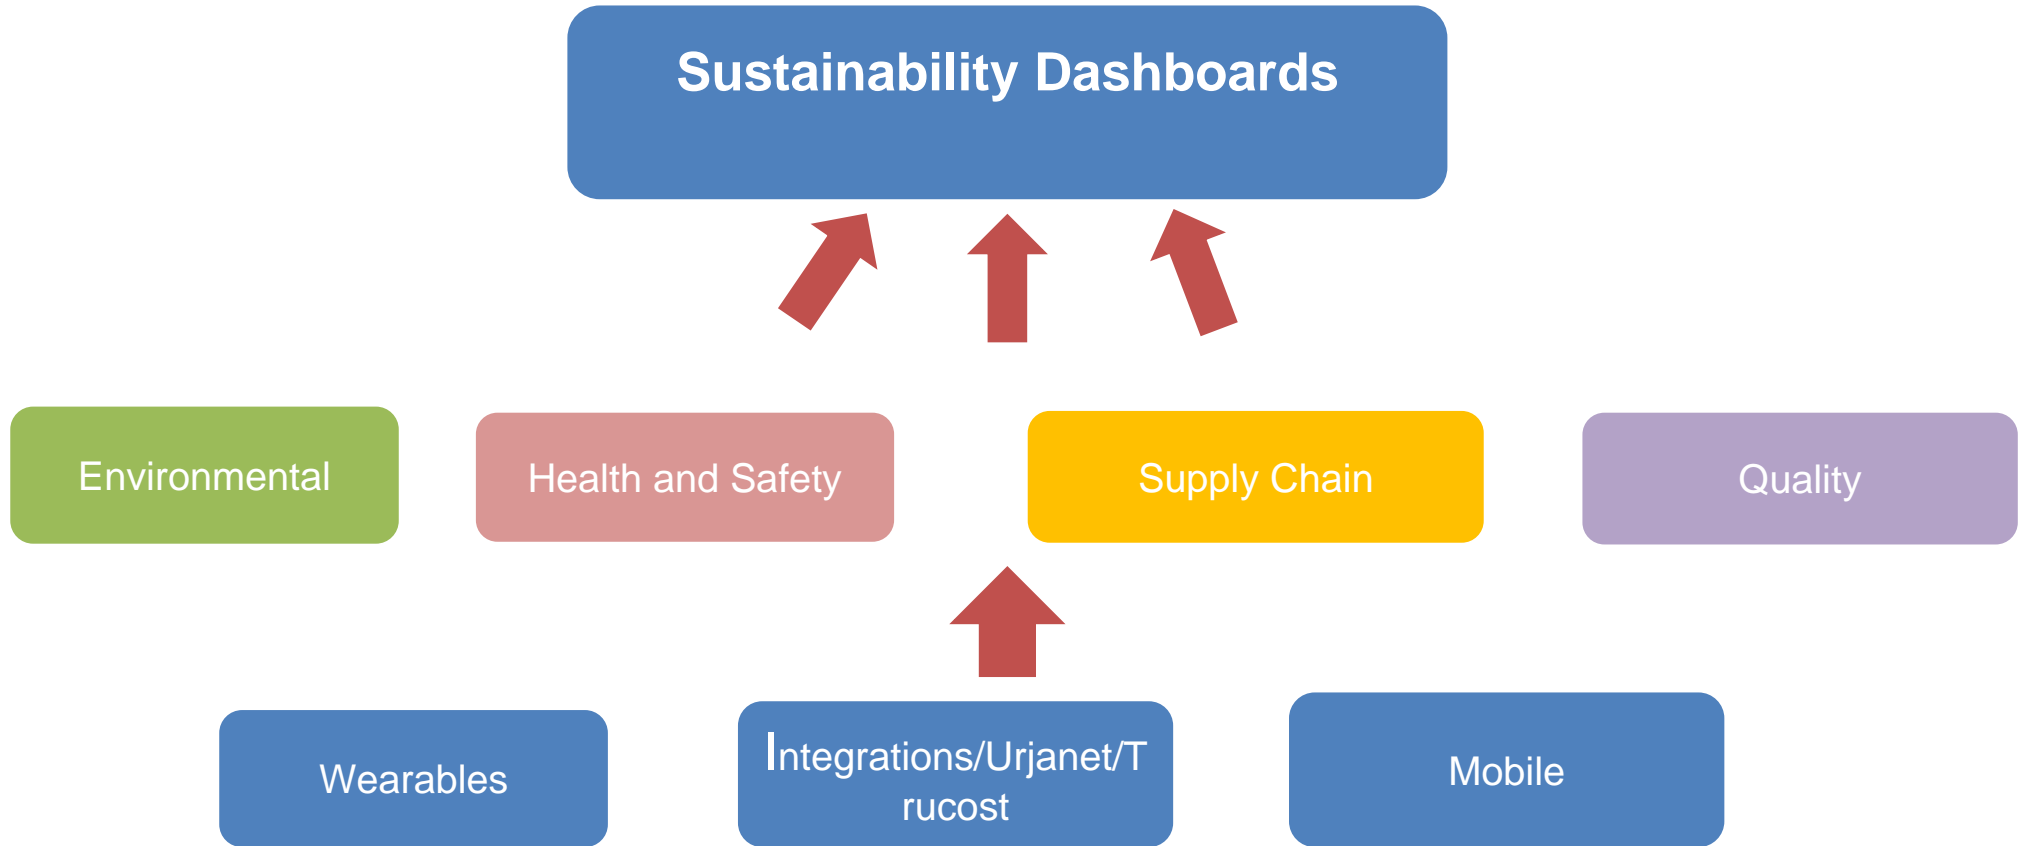 Sustainability Dashboards
Environmental
Health and Safety
Supply Chain
Quality
Wearables
Integrations/Urjanet/T
rucost
Mobile